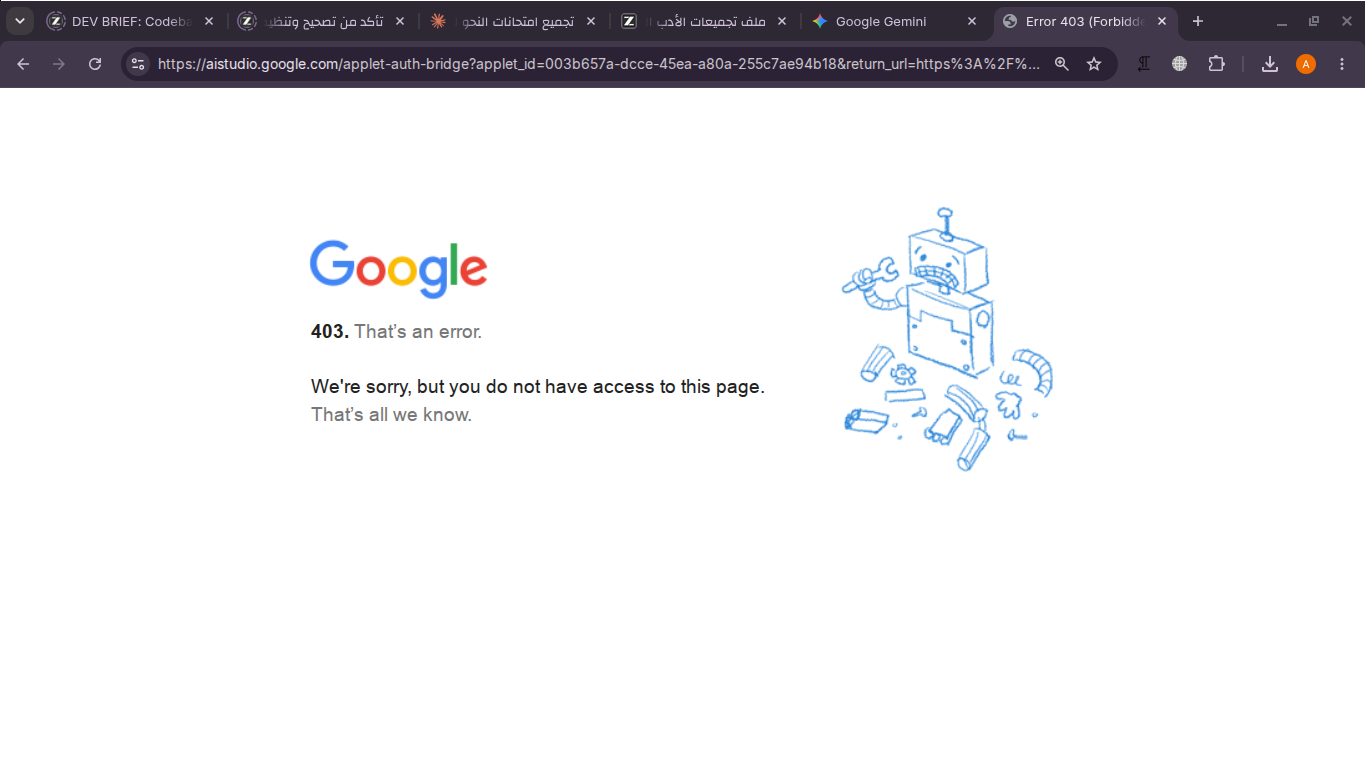 DEV BRIEF: Codeba
تأكد من تصحيح وتنظيف
تجميع امتحانات النحو
ملف تجميعات الأدب
Google Gemini
Error 403 (Forbidde
https://aistudio.google.com/applet-auth-bridge?applet_id=003b657a-dcce-45ea-a80a-255c7ae94b18&return_url=https%3A%2F%...
A
Google
403. That's an error.
We're sorry, but you do not have access to this page.
That's all we know.